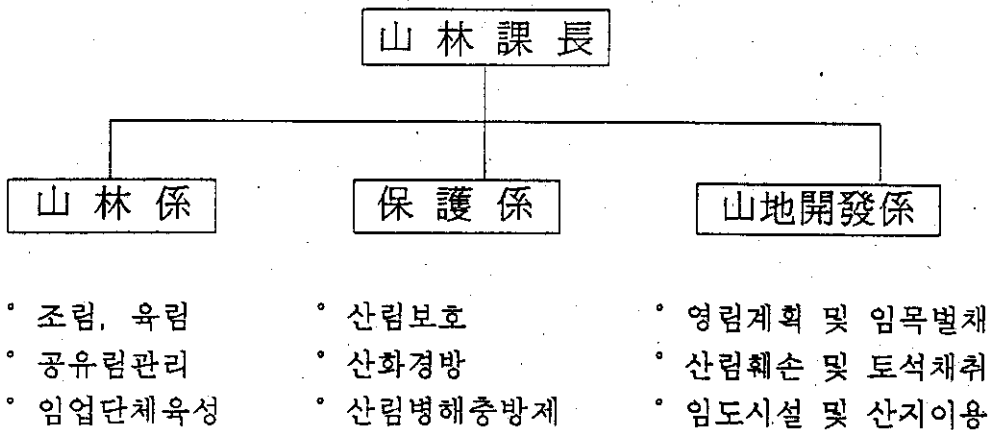 山林課長
山林係
保護係
山地開發係
° 조림, 육림
° 공유림관리
° 임업단체육성
° 산림보호
° 산화경방
° 산림병해충방제
° 영림계획 및 임목벌채
° 산림훼손 및 토석채취
° 임도시설 및 산지이용